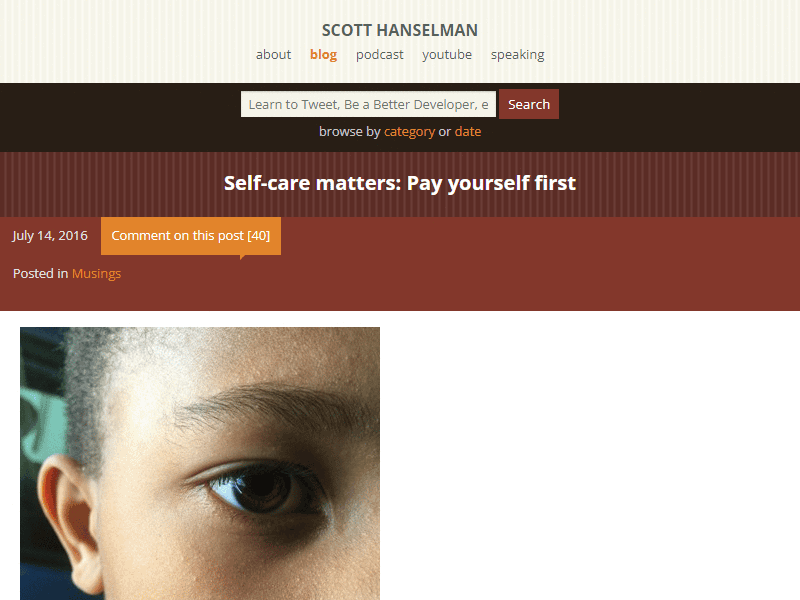 SCOTT HANSELMAN
about blog podcast youtube speaking
Learn to Tweet, Be a Better Developer, e
Search
browse by category or date
Self-care matters: Pay yourself first
July 14, 2016
Comment on this post [40]
Posted in Musings